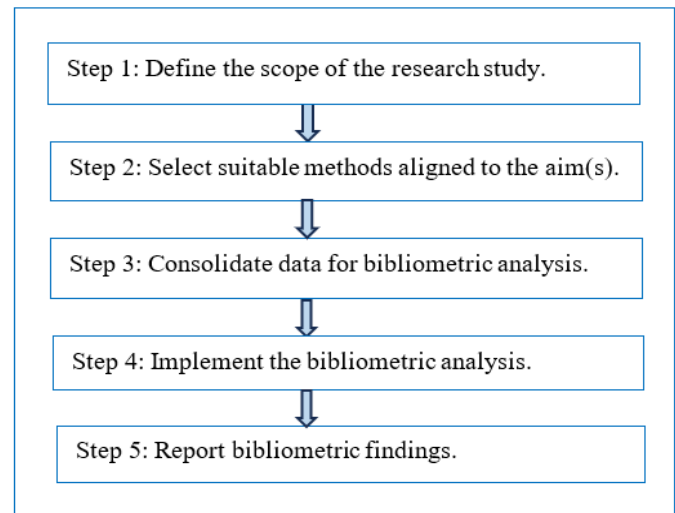 Step 1: Define the scope of the research study.
Step 2: Select suitable methods aligned to the aim(s).
Step 3: Consolidate data for bibliometric analysis.
Step 4: Implement the bibliometric analysis.
Step 5: Report bibliometric findings.